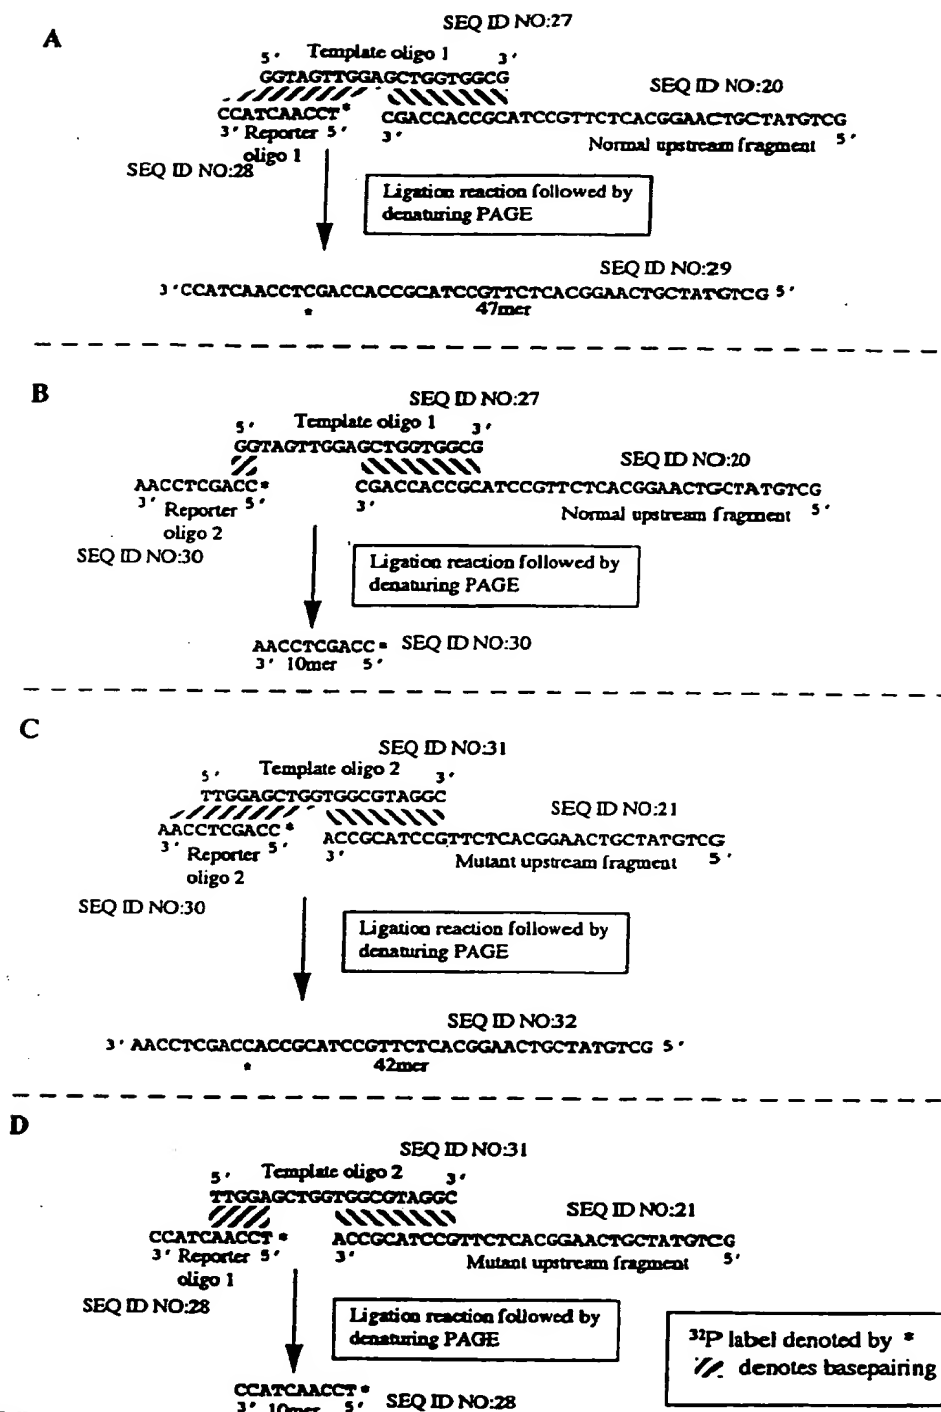 A
SEQ ID NO:27
5' Template oligo 1 3'
GGTAGTTGGAGCTGGTGGCG
SEQ ID NO:20
CCATCAACCT* CGACCACCGCATCCGTTCTCACGGAACTGCTATGTCG
3' Reporter 5' 3' Normal upstream fragment 5'
oligo 1
SEQ ID NO:28
Ligation reaction followed by
denaturing PAGE
SEQ ID NO:29
3'CCATCAACCTCGACCACCGCATCCGTTCTCACGGAACTGCTATGTCG 5'
* 47mer
B
SEQ ID NO:27
5' Template oligo 1 3'
GGTAGTTGGAGCTGGTGGCG
SEQ ID NO:20
AACCTCGACC* CGACCACCGCATCCGTTCTCACGGAACTGCTATGTCG
3' Reporter 5' 3' Normal upstream fragment 5'
oligo 2
SEQ ID NO:30
Ligation reaction followed by
denaturing PAGE
AACCTCGACC* SEQ ID NO:30
3' 10mer 5'
C
SEQ ID NO:31
5' Template oligo 2 3'
TTGGAGCTGGTGGCGTAGGC
SEQ ID NO:21
AACCTCGACC * ACCGCATCCGTTCTCACGGAACTGCTATGTCG
3' Reporter 5' 3' Mutant upstream fragment 5'
oligo 2
SEQ ID NO:30
Ligation reaction followed by
denaturing PAGE
SEQ ID NO:32
3' AACCTCGACCACCGCATCCGTTCTCACGGAACTGCTATGTCG 5'
* 42mer
D
SEQ ID NO:31
5' Template oligo 2 3'
TTGGAGCTGGTGGCGTAGGC
SEQ ID NO:21
CCATCAACCT * ACCGCATCCGTTCTCACGGAACTGCTATGTCG
3' Reporter 5' 3' Mutant upstream fragment 5'
oligo 1
SEQ ID NO:28
Ligation reaction followed by
denaturing PAGE
³²P label denoted by *
denotes basepairing
CCATCAACCT* SEQ ID NO:28
3' 10mer 5'